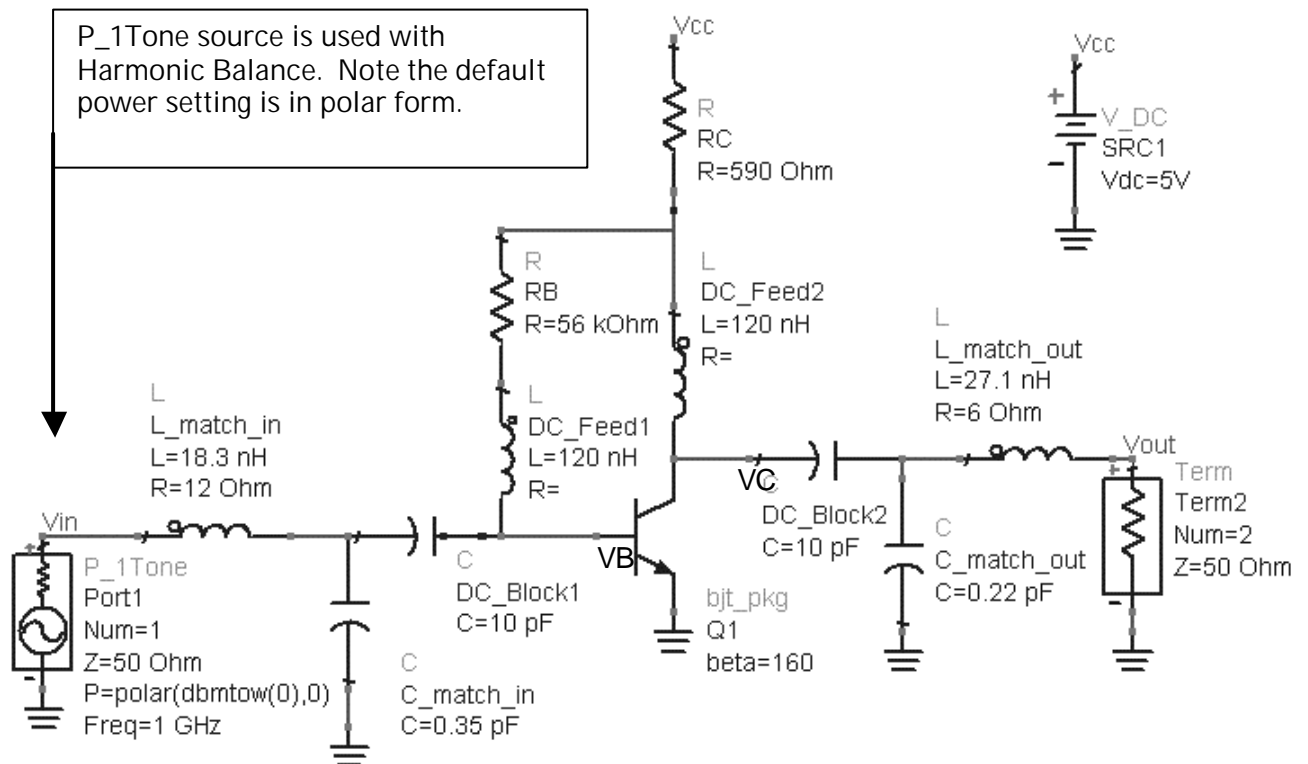 P_1Tone source is used with
Harmonic Balance. Note the default
power setting is in polar form.
Vcc
R
RC
R=590 Ohm
Vcc
+
V_DC
SRC1
Vdc=5V
-
R
RB
R=56 kOhm
L
DC_Feed2
L=120 nH
R=
L
DC_Feed1
L=120 nH
R=
L
L_match_in
L=18.3 nH
R=12 Ohm
L
L_match_out
L=27.1 nH
R=6 Ohm
Vin
+
P_1Tone
Port1
Num=1
Z=50 Ohm
P=polar(dbmtow(0),0)
Freq=1 GHz
-
C
C_match_in
C=0.35 pF
C
DC_Block1
C=10 pF
VB
bjt_pkg
Q1
beta=160
VC
C
DC_Block2
C=10 pF
C
C_match_out
C=0.22 pF
Vout
+
Term
Term2
Num=2
Z=50 Ohm
-